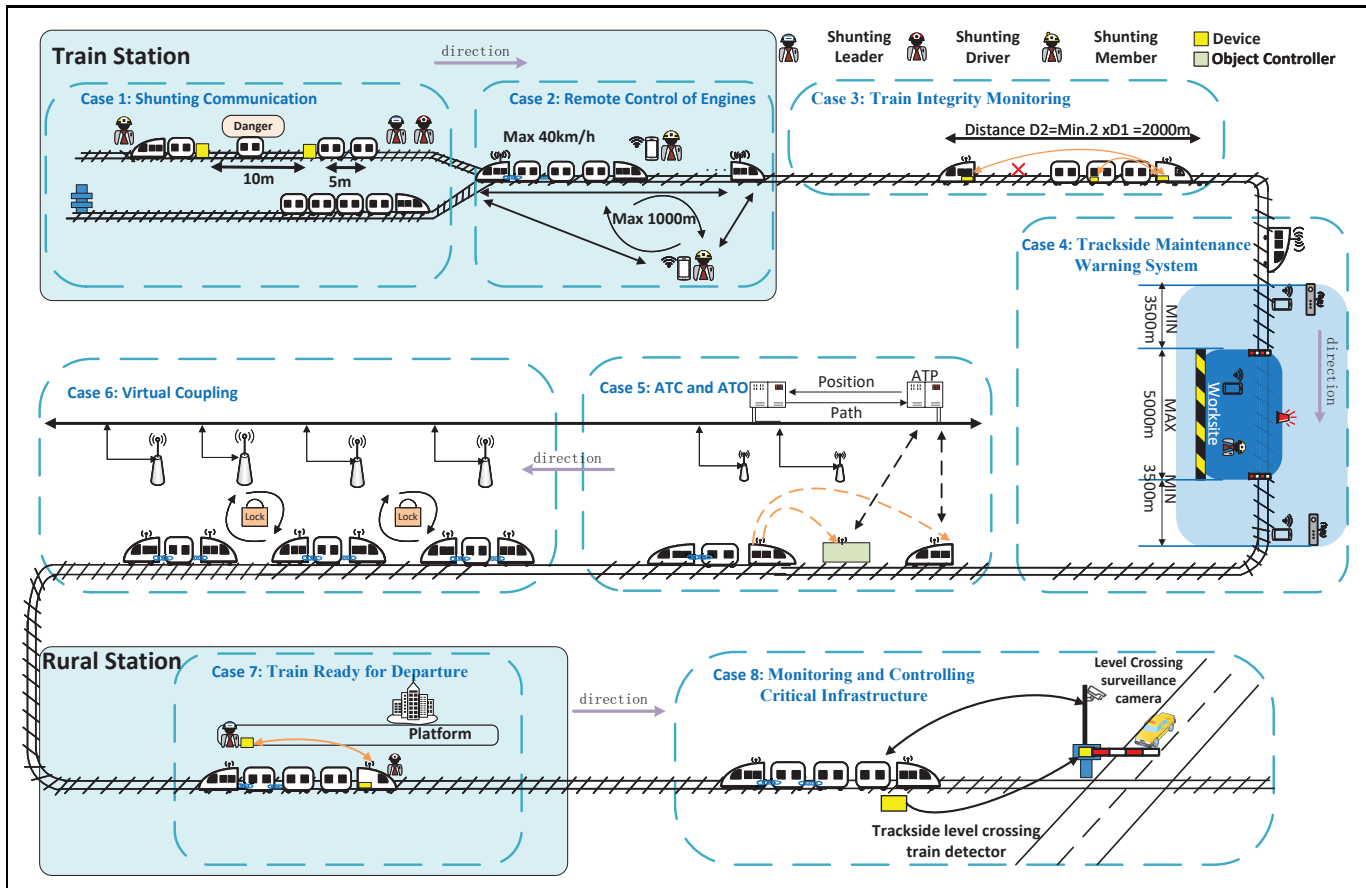 Train Station
direction
Shunting
Leader
Shunting
Driver
Shunting
Member
Device
Object Controller
Case 1: Shunting Communication
Danger
10m
5m
Case 2: Remote Control of Engines
Max 40km/h
....
Max 1000m
Case 3: Train Integrity Monitoring
Distance D2=Min.2 xD1 =2000m
Case 4: Trackside Maintenance
Warning System
MIN
3500m
MAX
5000m
MIN
3500m
Worksite
direction
Case 6: Virtual Coupling
Lock
Lock
direction
Case 5: ATC and ATO
Position
Path
ATP
Rural Station
Case 7: Train Ready for Departure
Platform
direction
Case 8: Monitoring and Controlling
Critical Infrastructure
Level Crossing
surveillance
camera
Trackside level crossing
train detector